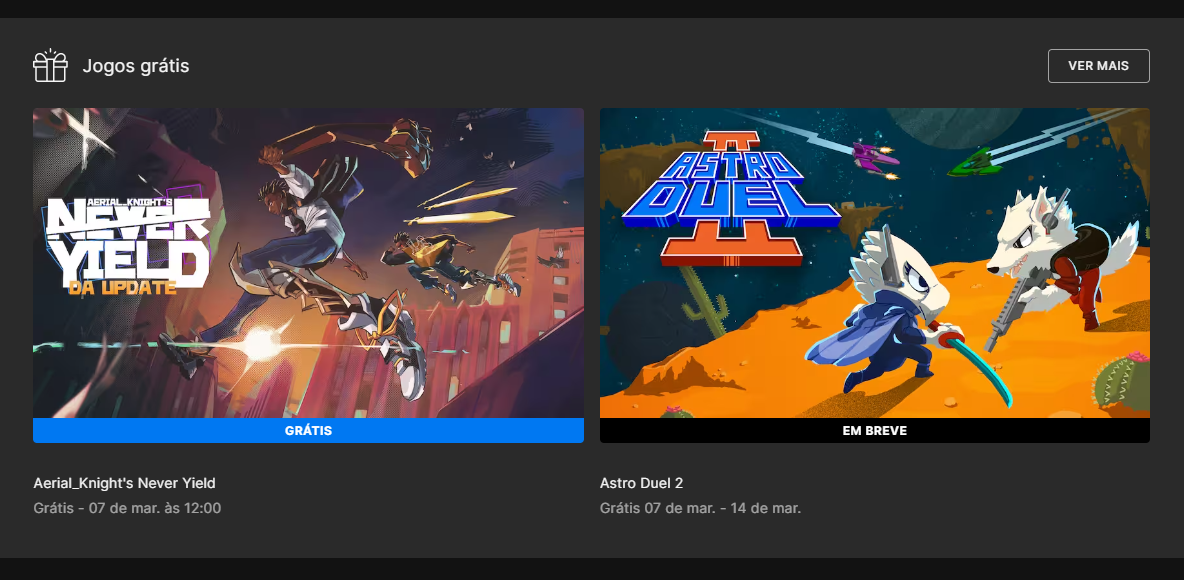 Jogos grátis
VER MAIS
AERIAL_KNIGHT'S
NEVER
YIELD
DA UPDATE
GRÁTIS
Aerial_Knight's Never Yield
Grátis - 07 de mar. às 12:00
ASTRO
DUEL
II
EM BREVE
Astro Duel 2
Grátis 07 de mar. - 14 de mar.